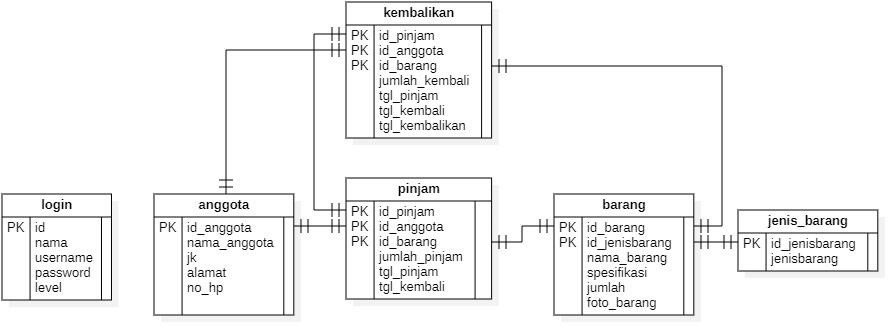 kembalikan
PK id_pinjam
PK id_anggota
PK id_barang
jumlah_kembali
tgl_pinjam
tgl_kembali
tgl_kembalikan
login
PK id
nama
username
password
level
anggota
PK id_anggota
nama_anggota
jk
alamat
no_hp
pinjam
PK id_pinjam
PK id_anggota
PK id_barang
jumlah_pinjam
tgl_pinjam
tgl_kembali
barang
PK id_barang
PK id_jenisbarang
nama_barang
spesifikasi
jumlah
foto_barang
jenis_barang
PK id_jenisbarang
jenisbarang